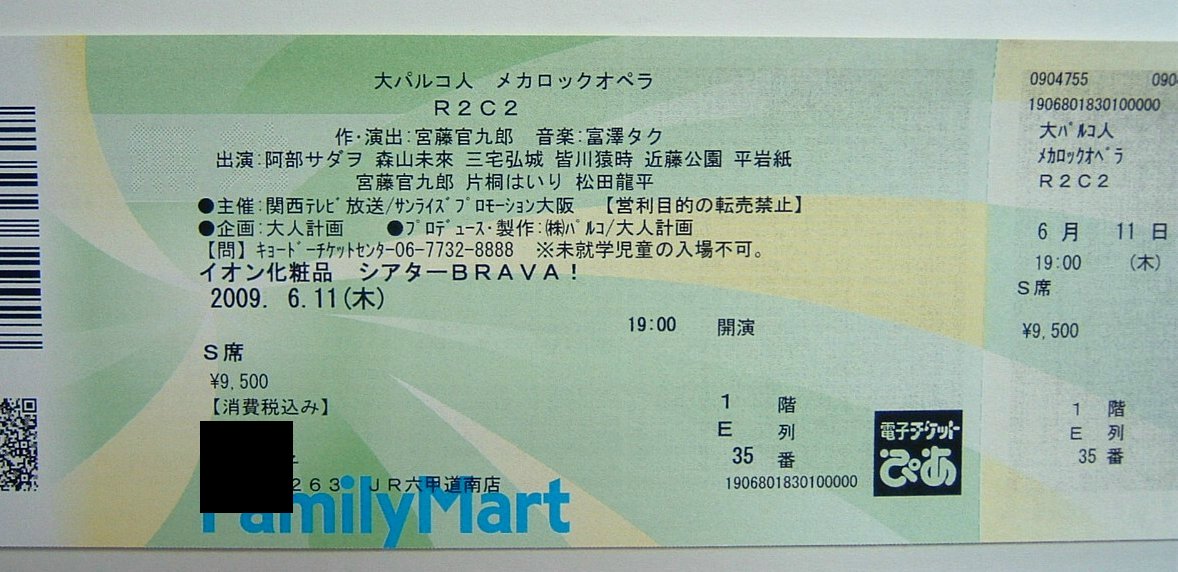 大パルコ人 メカロックオペラ
R2C2
作・演出:宮藤官九郎 音楽:富澤タク
出演:阿部サダヲ 森山未來 三宅弘城 皆川猿時 近藤公園 平岩紙
宮藤官九郎 片桐はいり 松田龍平
●主催:関西テレビ放送/サンライズプロモーション大阪 【営利目的の転売禁止】
●企画:大人計画 ●プロデュース・製作:㈱パルコ/大人計画
【問】キョードーチケットセンター06-7732-8888 ※未就学児童の入場不可。
イオン化粧品 シアターBRAVA!
2009. 6.11(木)
19:00 開演
S席
¥9,500
【消費税込み】
1 階
E 列
35 番
1906801830100000
電子チケット
ぴあ
263 JR六甲道南店
FamilyMart
0904755 090
1906801830100000
大パルコ人
メカロックオペラ
R2C2
6月 11日
19:00 (木)
S席
¥9,500
1 階
E 列
35 番